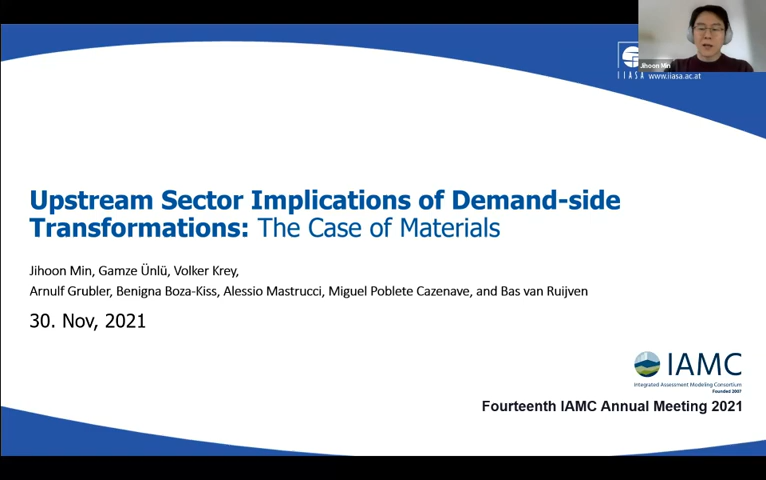 Jihoon Min
IIASA www.iiasa.ac.at
Upstream Sector Implications of Demand-side
Transformations: The Case of Materials
Jihoon Min, Gamze Ünlü, Volker Krey,
Arnulf Grubler, Benigna Boza-Kiss, Alessio Mastrucci, Miguel Poblete Cazenave, and Bas van Ruijven
30. Nov, 2021
IAMC
Integrated Assessment Modeling Consortium
Founded 2007
Fourteenth IAMC Annual Meeting 2021